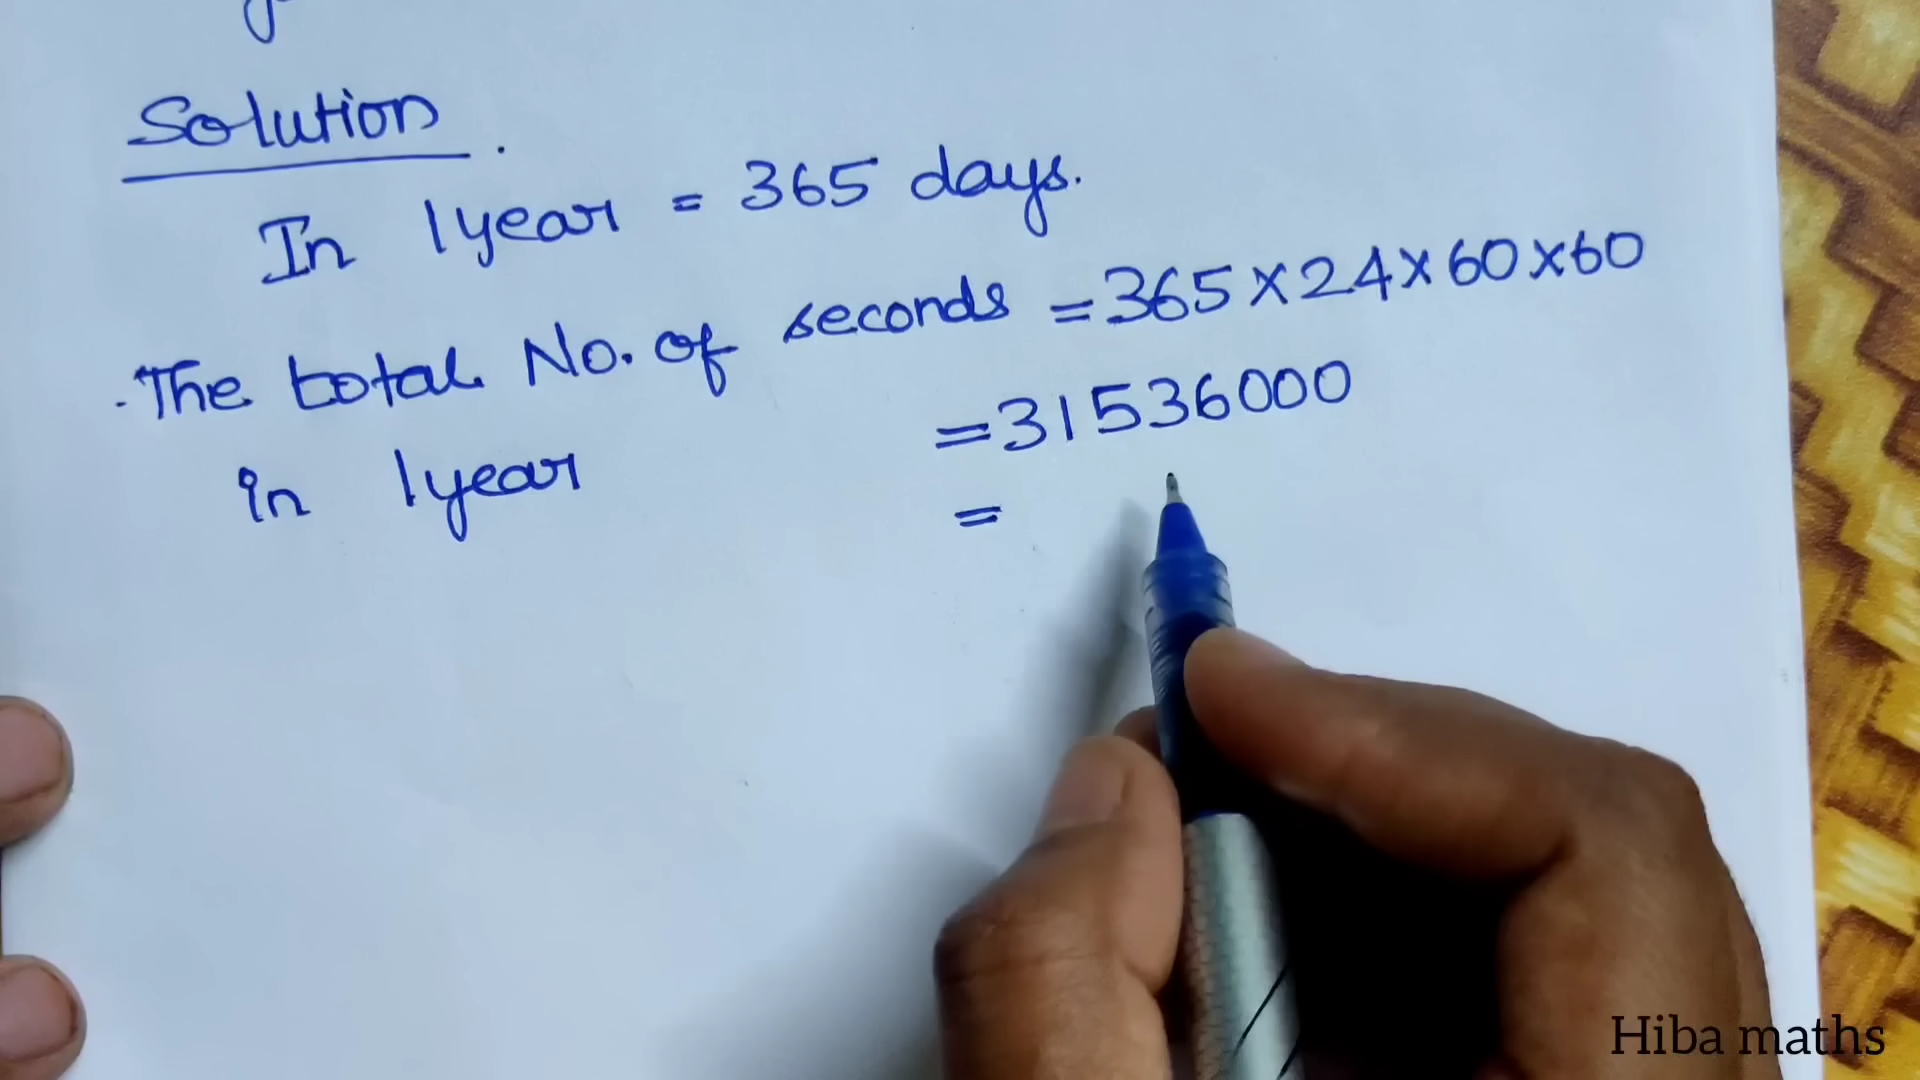 Solution.
In 1year = 365 days.
The total No. of seconds = 365×24×60×60
in 1year = 31536000
=
Hiba maths